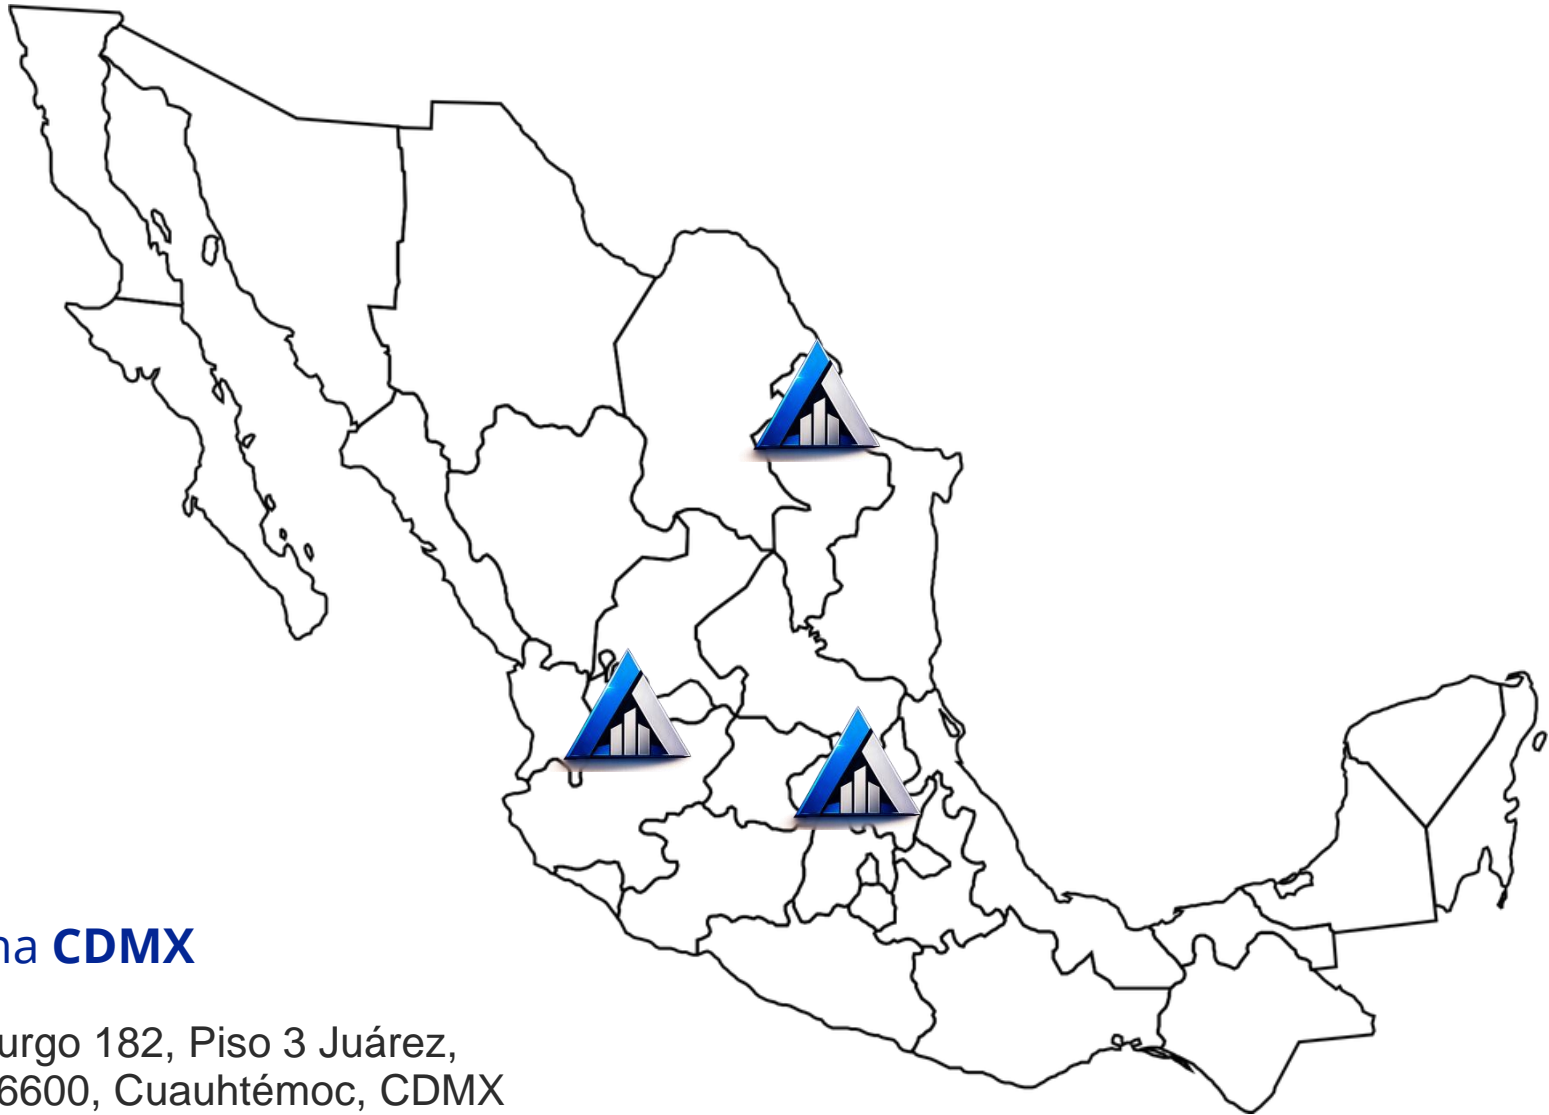 na CDMX
urgo 182, Piso 3 Juárez,
6600, Cuauhtémoc, CDMX